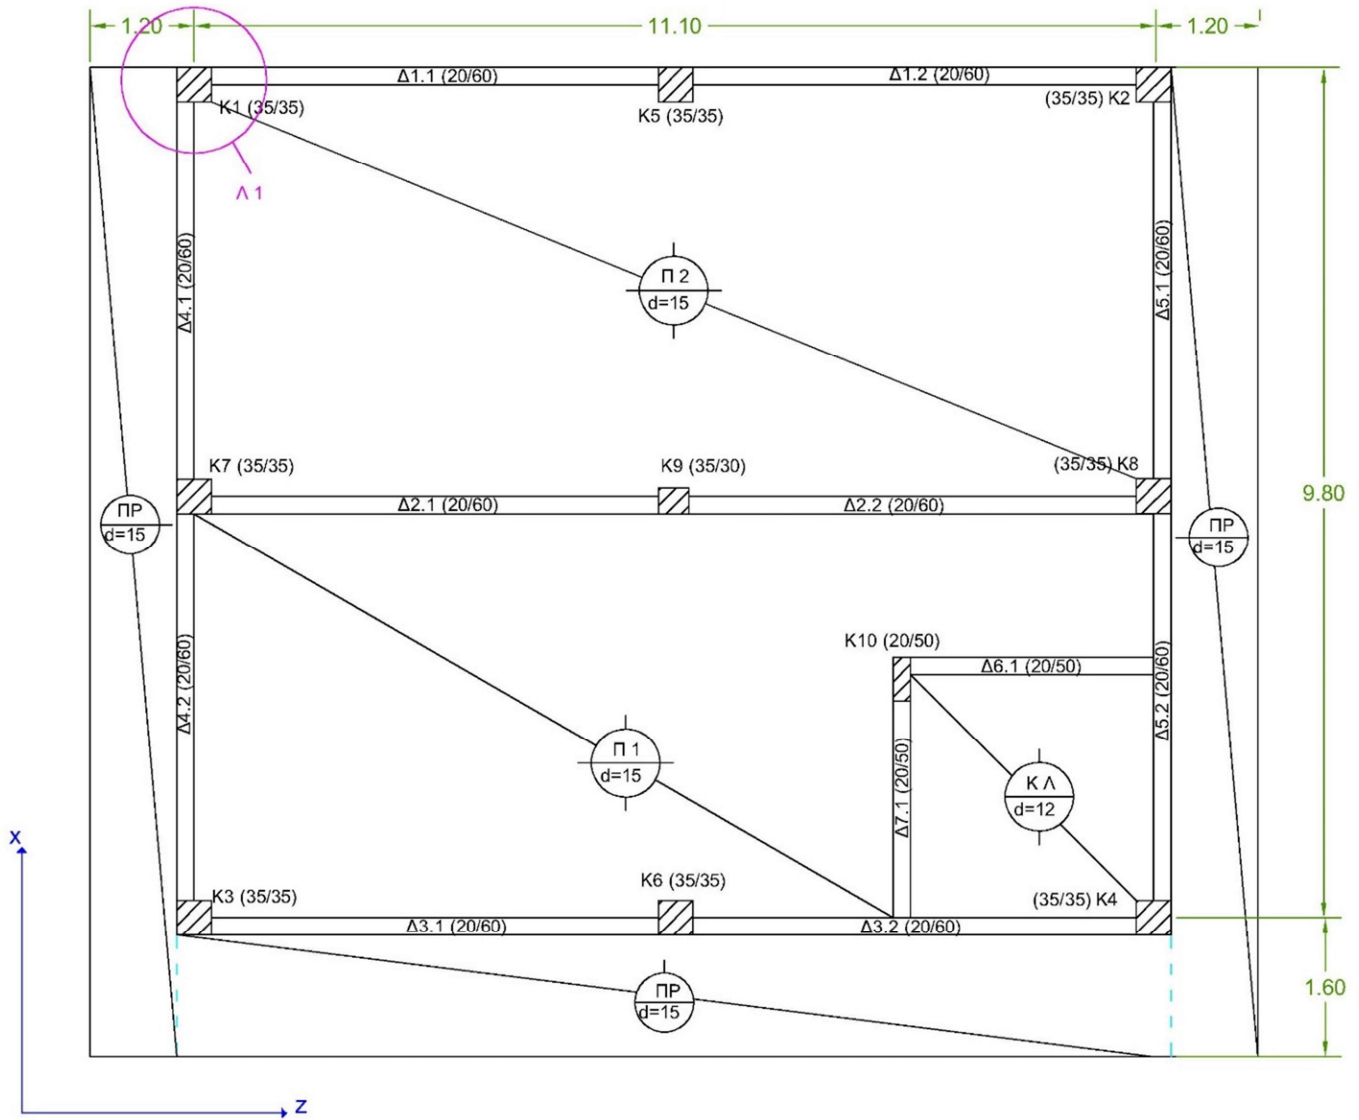 1.20
11.10
1.20
Δ1.1 (20/60)
Δ1.2 (20/60)
K1 (35/35)
K5 (35/35)
(35/35) K2
Λ 1
Δ4.1 (20/60)
Π 2
d=15
Δ5.1 (20/60)
K7 (35/35)
K9 (35/30)
(35/35) K8
9.80
Δ2.1 (20/60)
Δ2.2 (20/60)
ΠΡ
d=15
ΠΡ
d=15
K10 (20/50)
Δ6.1 (20/50)
Δ4.2 (20/60)
Δ5.2 (20/60)
Π 1
d=15
Δ7.1 (20/50)
Κ Λ
d=12
K3 (35/35)
K6 (35/35)
(35/35) K4
Δ3.1 (20/60)
Δ3.2 (20/60)
ΠΡ
d=15
1.60
X
Z